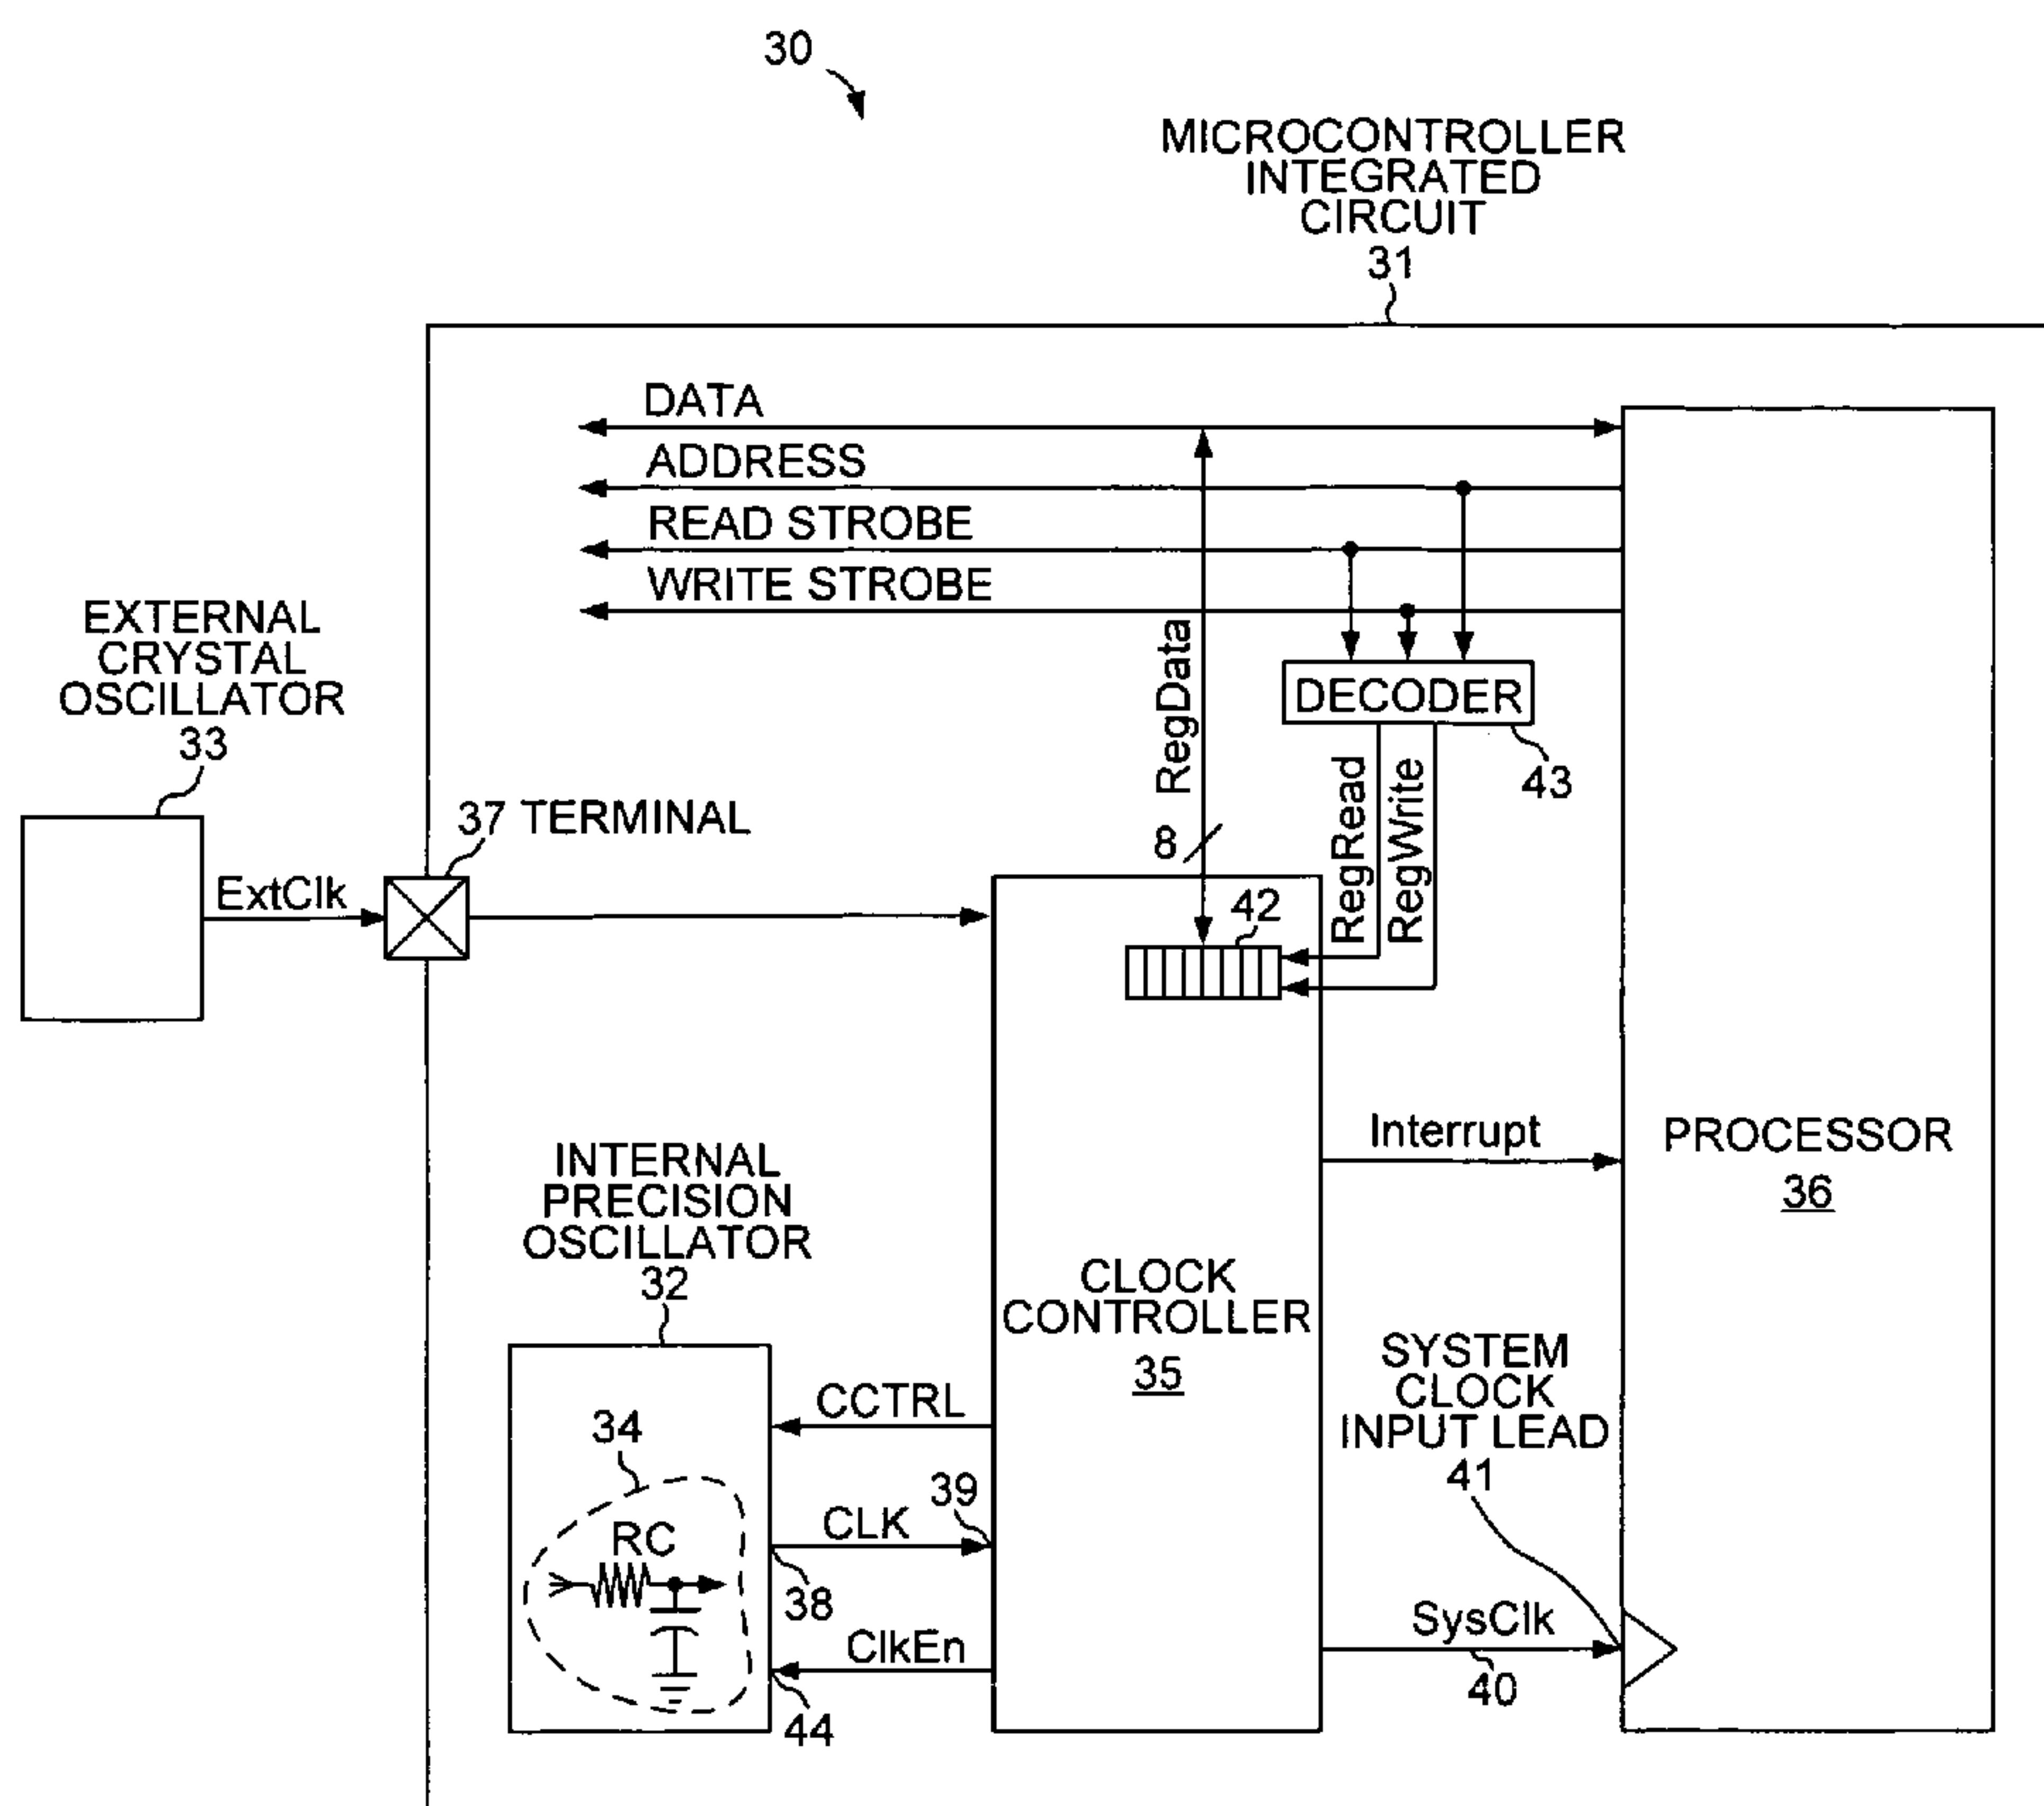 30
MICROCONTROLLER
INTEGRATED
CIRCUIT
31
DATA
ADDRESS
READ STROBE
WRITE STROBE
EXTERNAL
CRYSTAL
OSCILLATOR
33
RegData
8
DECODER
43
RegRead
RegWrite
37 TERMINAL
ExtClk
42
Interrupt
PROCESSOR
36
INTERNAL
PRECISION
OSCILLATOR
32
CLOCK
CONTROLLER
35
SYSTEM
CLOCK
INPUT LEAD
41
CCTRL
34
39
CLK
RC
38
ClkEn
44
SysClk
40